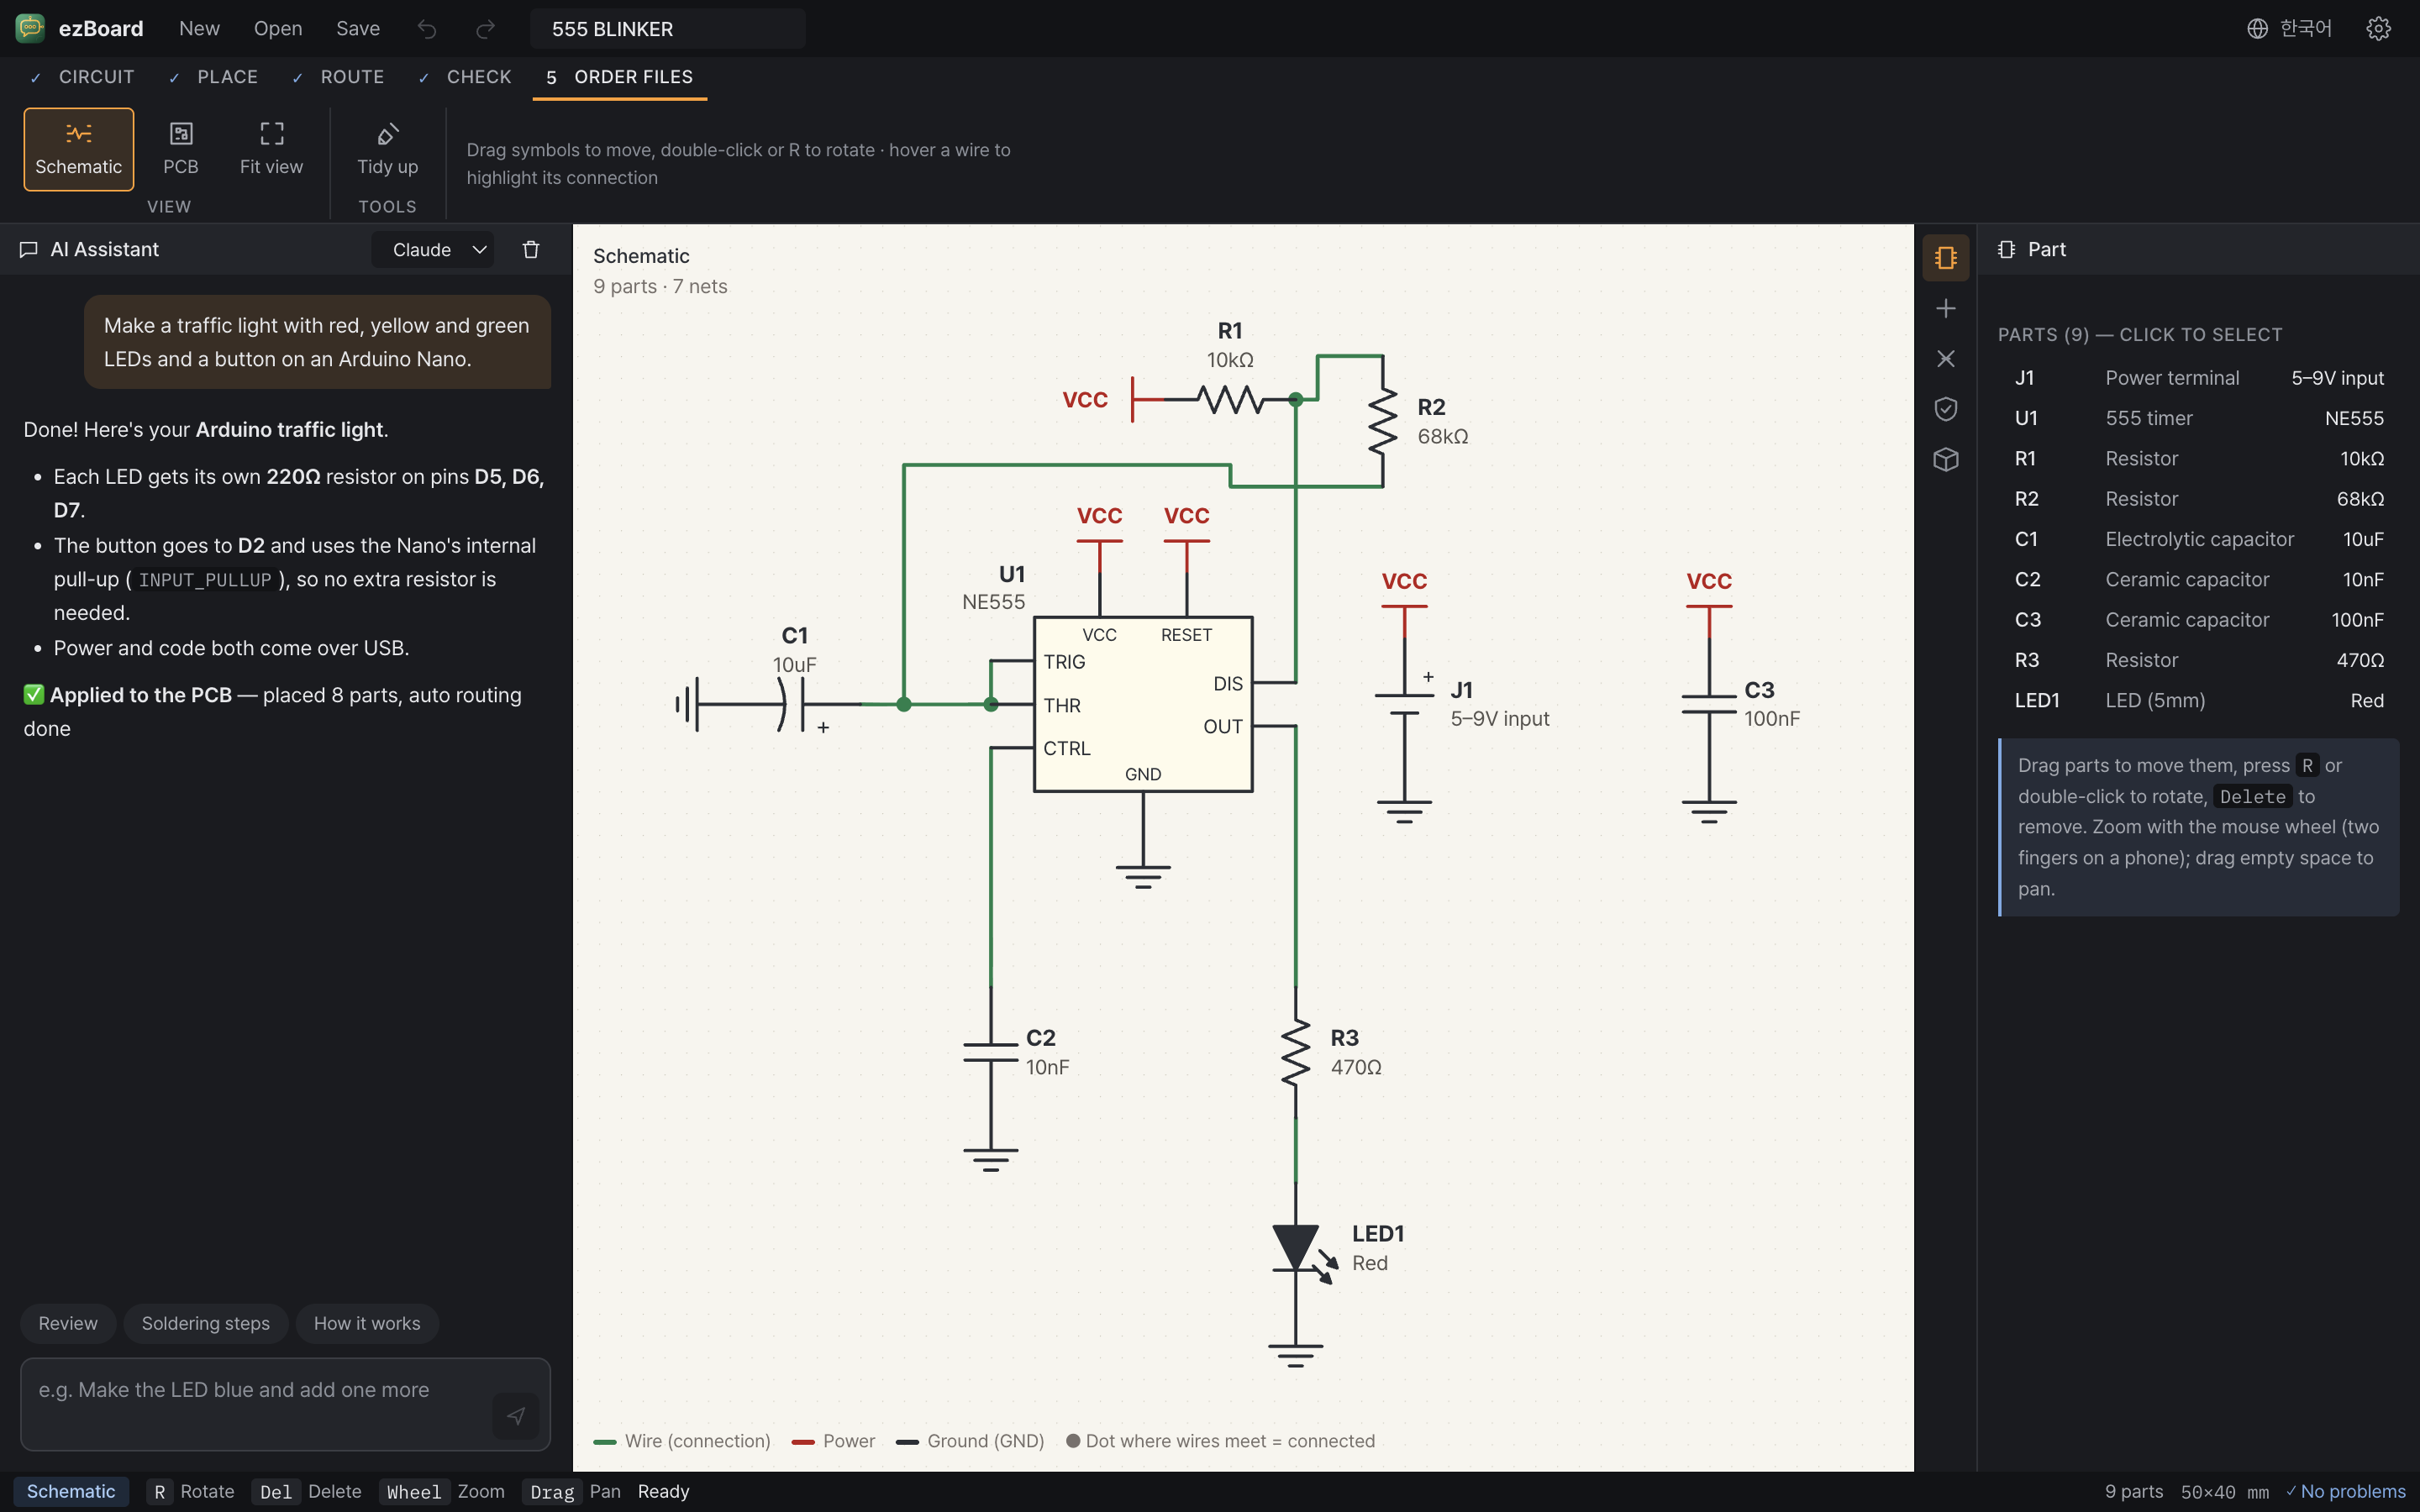 ezBoard New Open Save 555 BLINKER 한국어
✓ CIRCUIT ✓ PLACE ✓ ROUTE ✓ CHECK 5 ORDER FILES
Schematic PCB Fit view Tidy up
VIEW TOOLS
Drag symbols to move, double-click or R to rotate · hover a wire to
highlight its connection
AI Assistant Claude
Make a traffic light with red, yellow and green
LEDs and a button on an Arduino Nano.
Done! Here's your Arduino traffic light.
• Each LED gets its own 220Ω resistor on pins D5, D6,
D7.
• The button goes to D2 and uses the Nano's internal
pull-up ( INPUT_PULLUP ), so no extra resistor is
needed.
• Power and code both come over USB.
✅ Applied to the PCB — placed 8 parts, auto routing
done
Review Soldering steps How it works
e.g. Make the LED blue and add one more
Schematic
9 parts · 7 nets
R1
10kΩ
VCC
R2
68kΩ
VCC VCC
U1
NE555
VCC RESET
TRIG
THR
CTRL
DIS
OUT
GND
C1
10uF
+
VCC
+
J1
5–9V input
VCC
C3
100nF
C2
10nF
R3
470Ω
LED1
Red
Wire (connection) Power Ground (GND) Dot where wires meet = connected
Part
PARTS (9) — CLICK TO SELECT
J1 Power terminal 5–9V input
U1 555 timer NE555
R1 Resistor 10kΩ
R2 Resistor 68kΩ
C1 Electrolytic capacitor 10uF
C2 Ceramic capacitor 10nF
C3 Ceramic capacitor 100nF
R3 Resistor 470Ω
LED1 LED (5mm) Red
Drag parts to move them, press R or
double-click to rotate, Delete to
remove. Zoom with the mouse wheel (two
fingers on a phone); drag empty space to
pan.
Schematic R Rotate Del Delete Wheel Zoom Drag Pan Ready
9 parts 50×40 mm ✓ No problems